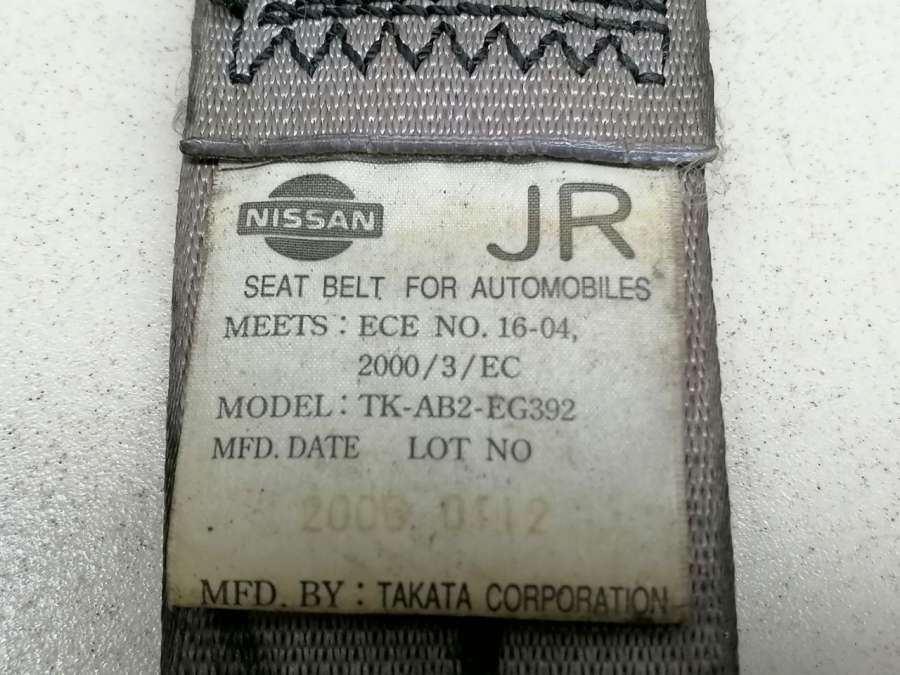 NISSAN JR
SEAT BELT FOR AUTOMOBILES
MEETS : ECE NO. 16-04,
2000/3/EC
MODEL : TK-AB2-EG392
MFD. DATE LOT NO
MFD. BY : TAKATA CORPORATION